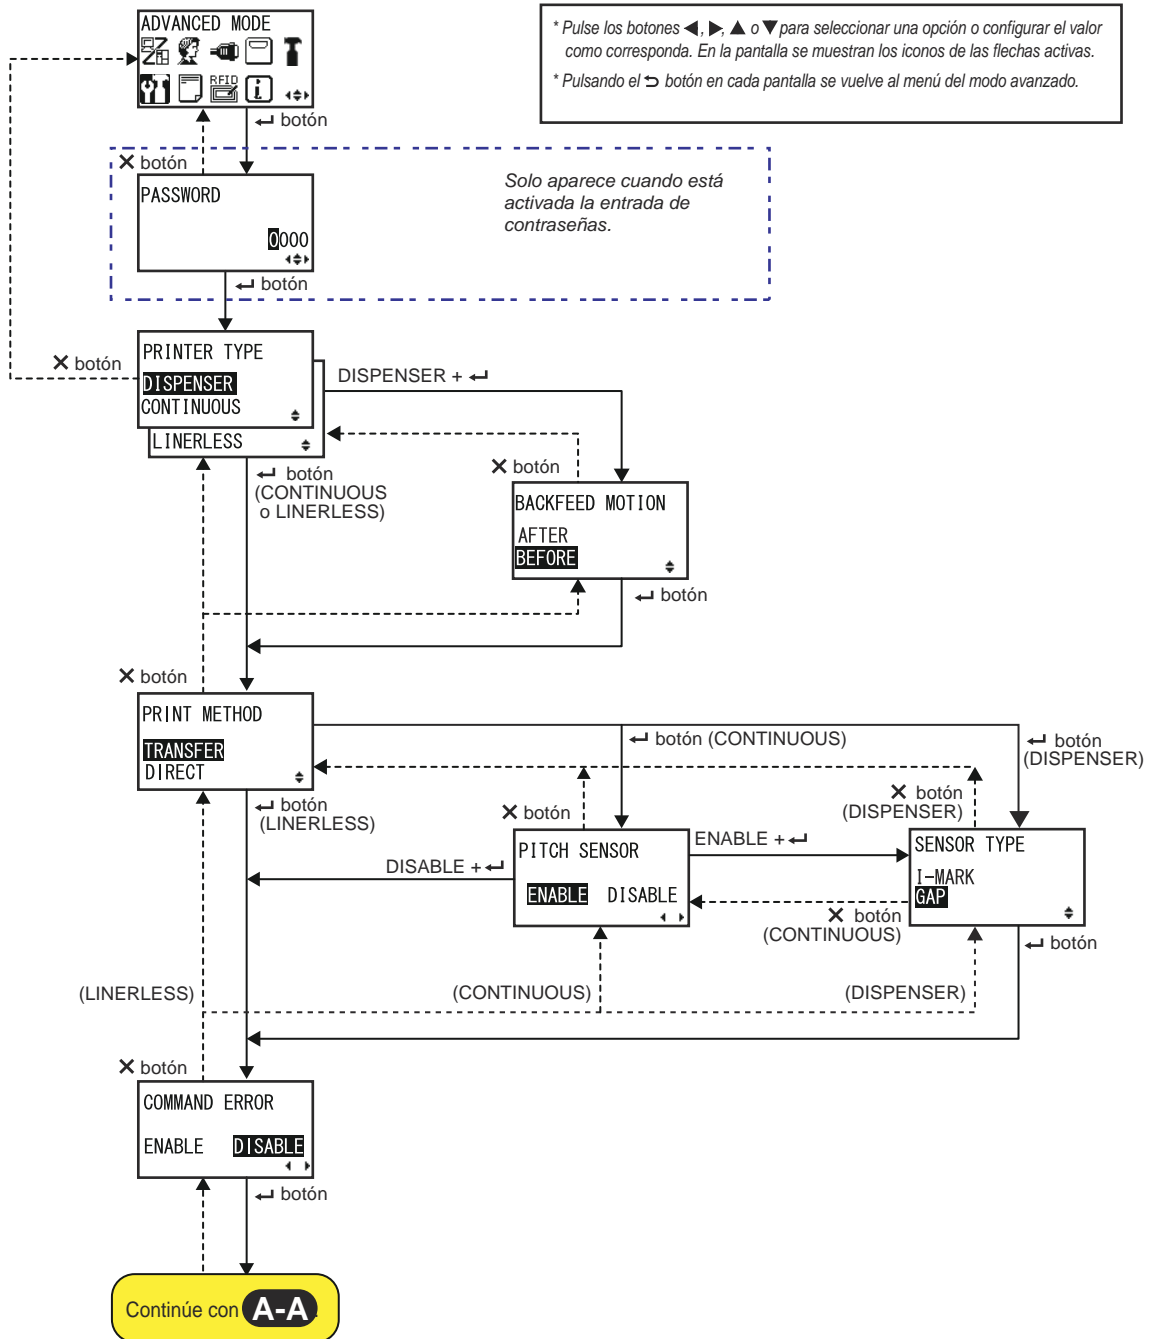 ADVANCED MODE
RFID
* Pulse los botones ◀, ▶, ▲ o ▼ para seleccionar una opción o configurar el valor
como corresponda. En la pantalla se muestran los iconos de las flechas activas.
* Pulsando el ⮌ botón en cada pantalla se vuelve al menú del modo avanzado.
↵ botón
✕ botón
PASSWORD
0000
Solo aparece cuando está
activada la entrada de
contraseñas.
↵ botón
PRINTER TYPE
DISPENSER
CONTINUOUS
LINERLESS
✕ botón
DISPENSER + ↵
↵ botón
(CONTINUOUS
o LINERLESS)
✕ botón
BACKFEED MOTION
AFTER
BEFORE
↵ botón
✕ botón
PRINT METHOD
TRANSFER
DIRECT
↵ botón (CONTINUOUS)
↵ botón
(DISPENSER)
↵ botón
(LINERLESS)
✕ botón
✕ botón
(DISPENSER)
DISABLE + ↵
PITCH SENSOR
ENABLE DISABLE
ENABLE + ↵
SENSOR TYPE
I-MARK
GAP
✕ botón
(CONTINUOUS)
↵ botón
(LINERLESS)
(CONTINUOUS)
(DISPENSER)
✕ botón
COMMAND ERROR
ENABLE DISABLE
↵ botón
Continúe con A-A.